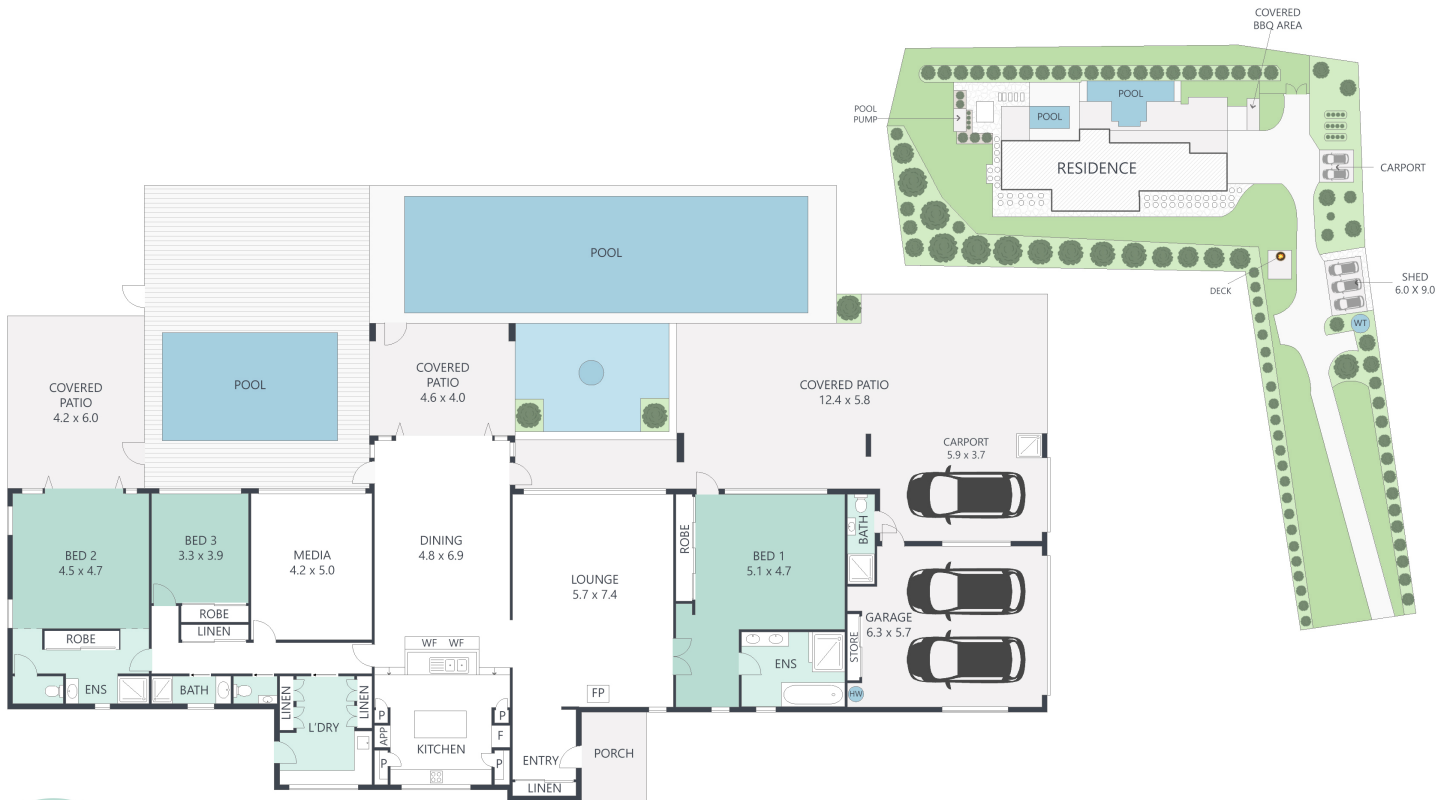 COVERED
BBQ AREA
POOL
POOL
PUMP
POOL
RESIDENCE
CARPORT
SHED
6.0 X 9.0
DECK
WT
POOL
POOL
COVERED
PATIO
4.2 x 6.0
COVERED
PATIO
4.6 x 4.0
COVERED PATIO
12.4 x 5.8
CARPORT
5.9 x 3.7
BED 2
4.5 x 4.7
BED 3
3.3 x 3.9
MEDIA
4.2 x 5.0
DINING
4.8 x 6.9
LOUNGE
5.7 x 7.4
ROBE
BED 1
5.1 x 4.7
BATH
GARAGE
6.3 x 5.7
STORE
HW
ROBE
LINEN
ROBE
WF WF
ENS
ENS
BATH
LINEN
LINEN
L'DRY
FP
P
P
APP
F
KITCHEN
P
P
ENTRY
PORCH
LINEN